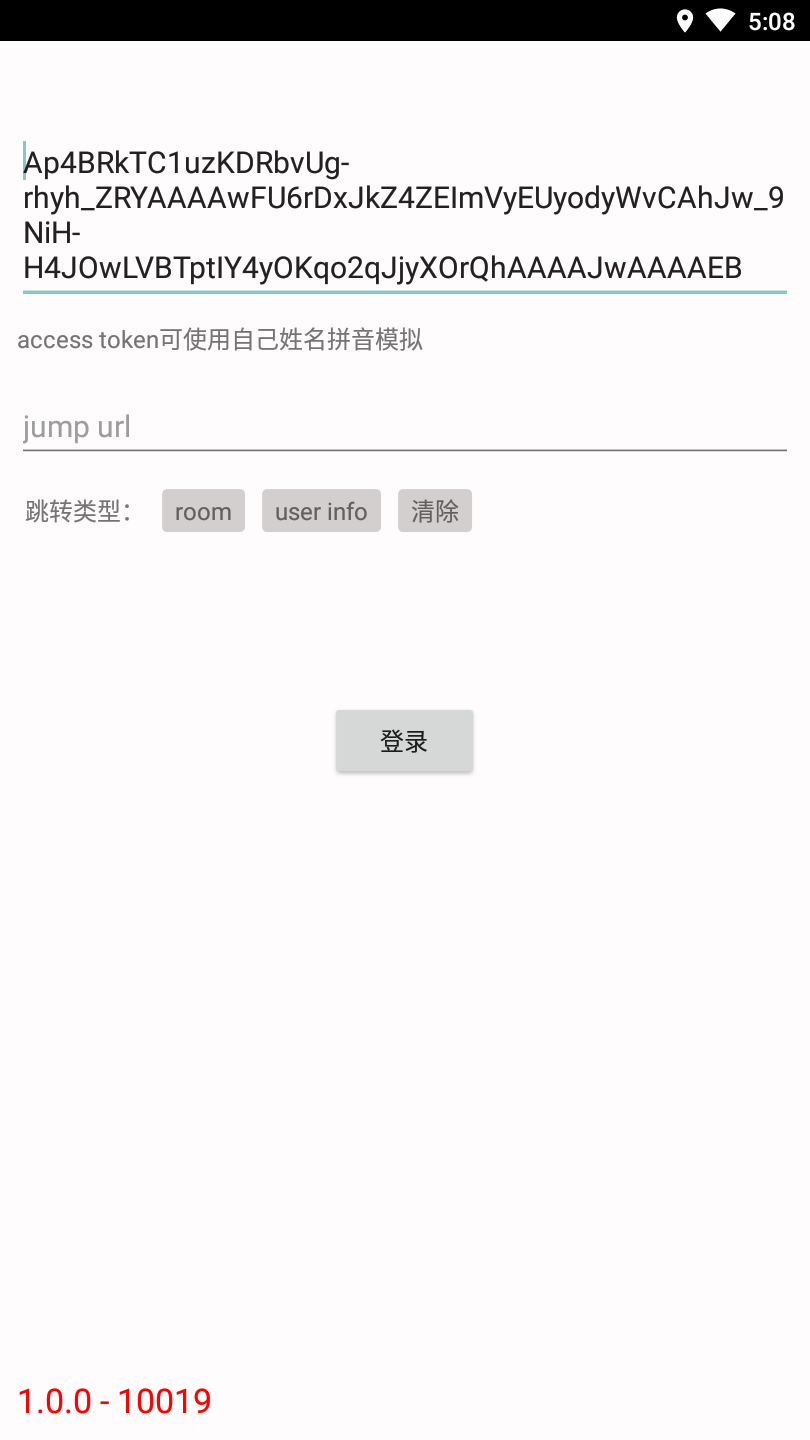 5:08
Ap4BRkTC1uzKDRbvUg-
rhyh_ZRYAAAAwFU6rDxJkZ4ZEImVyEUyodyWvCAhJw_9
NiH-
H4JOwLVBTptIY4yOKqo2qJjyXOrQhAAAAJwAAAAEB
access token可使用自己姓名拼音模拟
jump url
跳转类型： room user info 清除
登录
1.0.0 - 10019